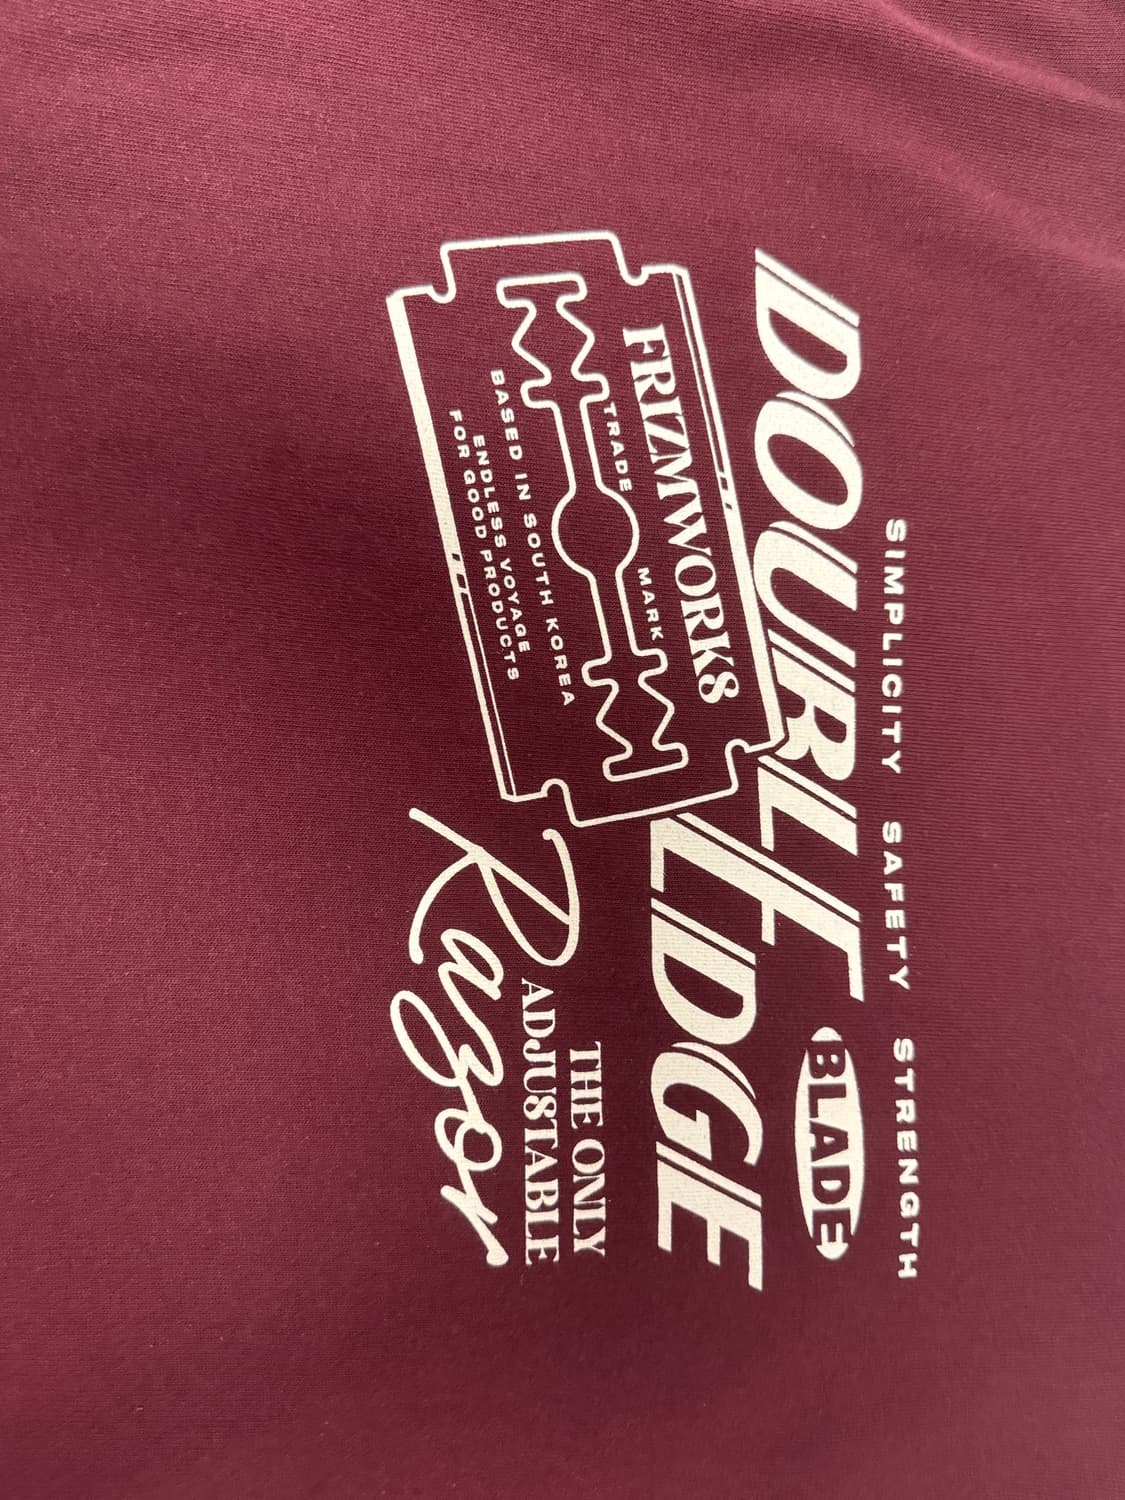 SIMPLICITY SAFETY STRENGTH
DOUBLE
BLADE
EDGE
FRIZMWORKS
TRADE MARK
BASED IN SOUTH KOREA
ENDLESS VOYAGE
FOR GOOD PRODUCTS
THE ONLY
ADJUSTABLE
Razor